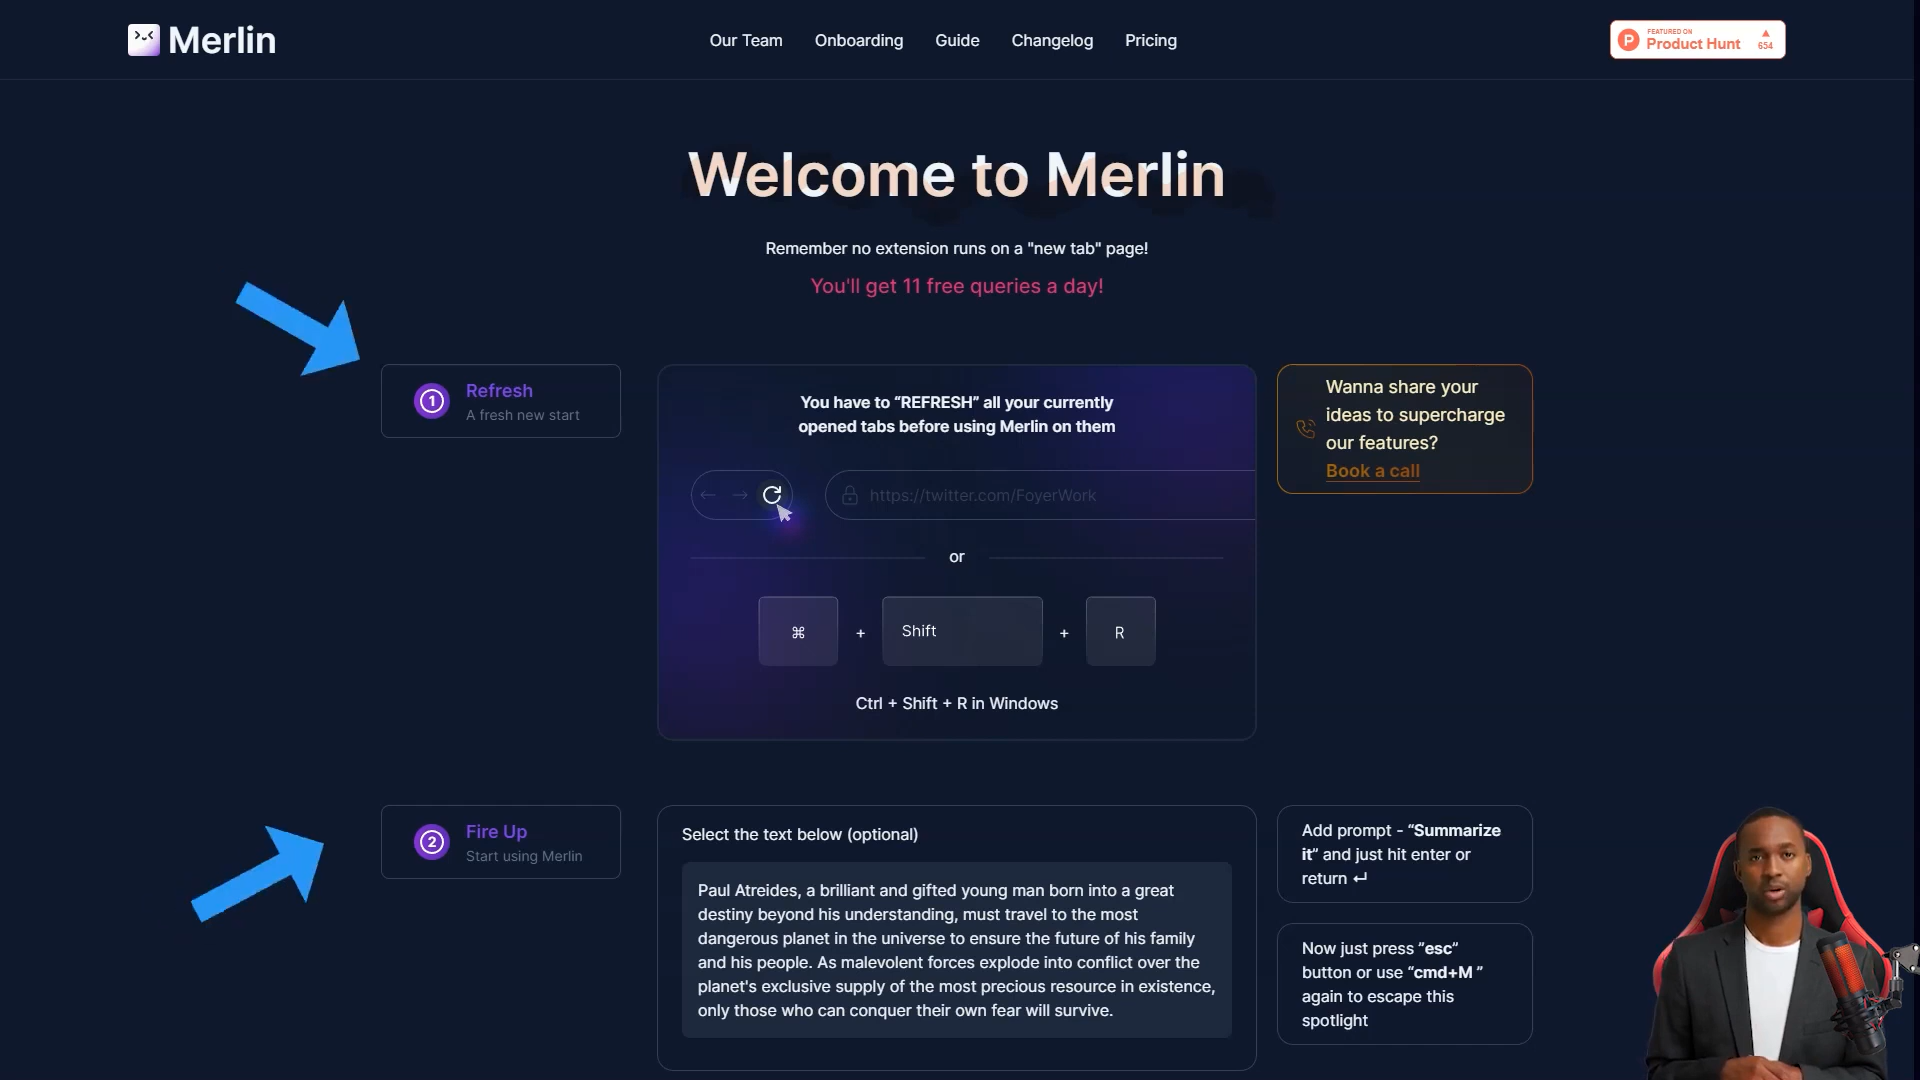 Merlin
Our Team
Onboarding
Guide
Changelog
Pricing
FEATURED ON
Product Hunt
654
Welcome to Merlin
Remember no extension runs on a "new tab" page!
You'll get 11 free queries a day!
1
Refresh
A fresh new start
You have to “REFRESH” all your currently
opened tabs before using Merlin on them
https://twitter.com/FoyerWork
or
⌘ + Shift + R
Ctrl + Shift + R in Windows
Wanna share your
ideas to supercharge
our features?
Book a call
2
Fire Up
Start using Merlin
Select the text below (optional)
Paul Atreides, a brilliant and gifted young man born into a great
destiny beyond his understanding, must travel to the most
dangerous planet in the universe to ensure the future of his family
and his people. As malevolent forces explode into conflict over the
planet's exclusive supply of the most precious resource in existence,
only those who can conquer their own fear will survive.
Add prompt - “Summarize
it” and just hit enter or
return ↵
Now just press ”esc”
button or use “cmd+M ”
again to escape this
spotlight